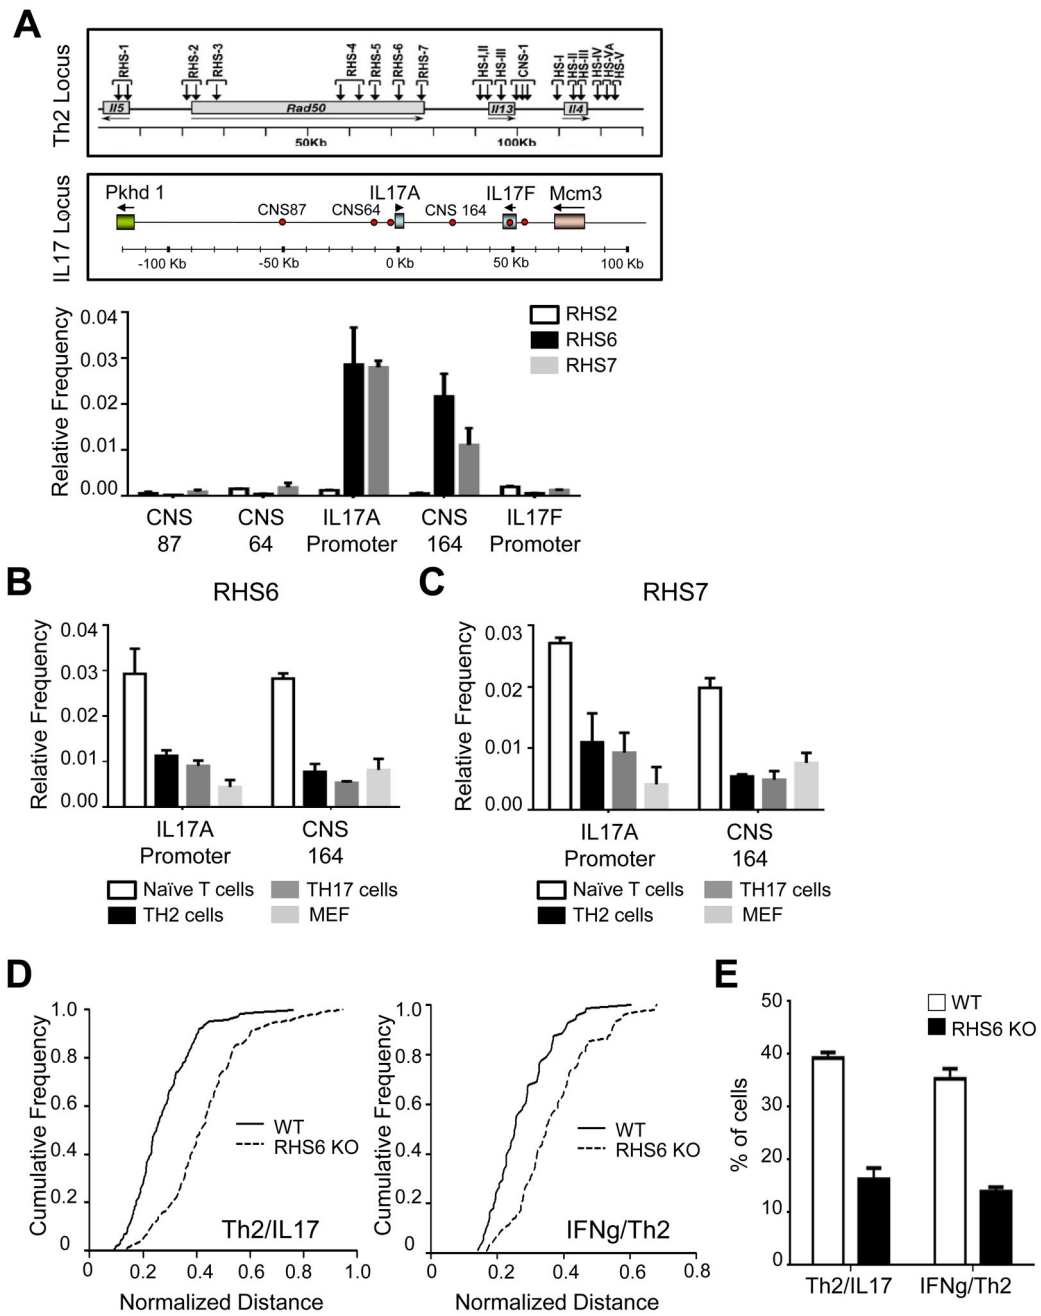 A
Th2 Locus
RHS-1
RHS-2
RHS-3
RHS-4
RHS-5
RHS-6
RHS-7
HS-I,II
HS-III
CNS-1
HS-I
HS-II
HS-III
HS-IV
HS-VA
HS-V
Il5
Rad50
Il13
Il4
50Kb
100Kb
IL17 Locus
Pkhd 1
IL17A
IL17F
Mcm3
CNS87
CNS64
CNS 164
-100 Kb
-50 Kb
0 Kb
50 Kb
100 Kb
Relative Frequency
0.04
0.03
0.02
0.01
0.00
RHS2
RHS6
RHS7
CNS 87
CNS 64
IL17A Promoter
CNS 164
IL17F Promoter
B
RHS6
Relative Frequency
0.04
0.03
0.02
0.01
0.00
IL17A Promoter
CNS 164
Naïve T cells
TH17 cells
TH2 cells
MEF
C
RHS7
Relative Frequency
0.03
0.02
0.01
0.00
IL17A Promoter
CNS 164
Naïve T cells
TH17 cells
TH2 cells
MEF
D
Cumulative Frequency
1.0
0.8
0.6
0.4
0.2
0
WT
RHS6 KO
Th2/IL17
0 0.2 0.4 0.6 0.8 1.0
Normalized Distance
Cumulative Frequency
1.0
0.8
0.6
0.4
0.2
0
WT
RHS6 KO
IFNg/Th2
0 0.2 0.4 0.6 0.8
Normalized Distance
E
% of cells
50
40
30
20
10
0
WT
RHS6 KO
Th2/IL17
IFNg/Th2